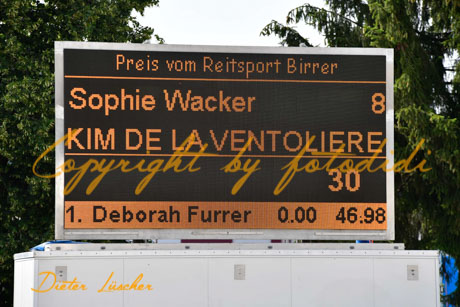 Preis vom Reitsport Birrer
Sophie Wacker 8
KIM DE LA VENTOLIERE
Copyright by fotodidi
30
1. Deborah Furrer 0.00 46.98
Dieter Lüscher